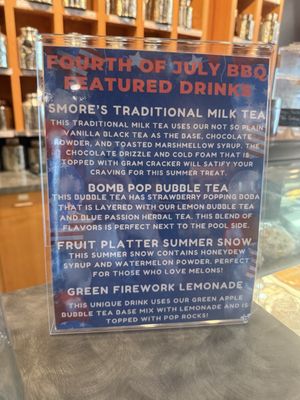 FOURTH OF JULY BBQ
FEATURED DRINKS
SMORE'S TRADITIONAL MILK TEA
THIS TRADITIONAL MILK TEA USES OUR NOT SO PLAIN
VANILLA BLACK TEA AS THE BASE, CHOCOLATE
POWDER, AND TOASTED MARSHMELLOW SYRUP. THE
CHOCOLATE DRIZZLE AND COLD FOAM THAT IS
TOPPED WITH GRAM CRACKER WILL SATIFY YOUR
CRAVING FOR THIS SUMMER TREAT.
BOMB POP BUBBLE TEA
THIS BUBBLE TEA HAS STRAWBERRY POPPING BOBA
THAT IS LAYERED WITH OUR LEMON BUBBLE TEA
AND BLUE PASSION HERBAL TEA. THIS BLEND OF
FLAVORS IS PERFECT NEXT TO THE POOL SIDE.
FRUIT PLATTER SUMMER SNOW
THIS SUMMER SNOW CONTAINS HONEYDEW
SYRUP AND WATERMELON POWDER. PERFECT
FOR THOSE WHO LOVE MELONS!
GREEN FIREWORK LEMONADE
THIS UNIQUE DRINK USES OUR GREEN APPLE
BUBBLE TEA BASE MIX WITH LEMONADE AND IS
TOPPED WITH POP ROCKS!